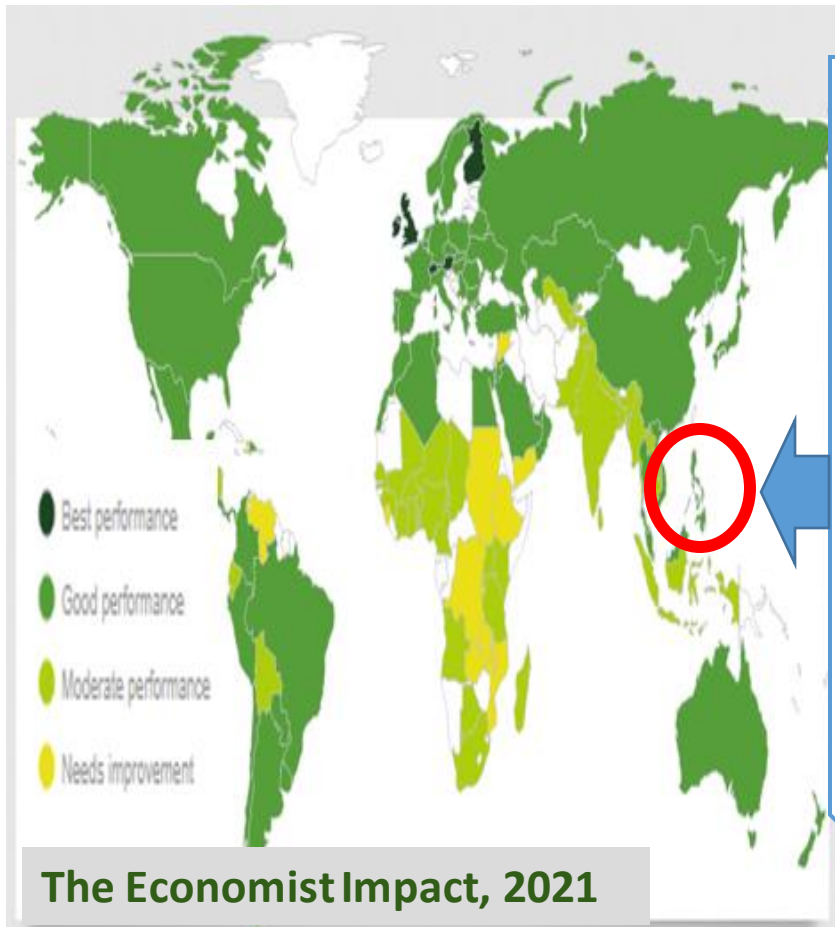 Best performance
Good performance
Moderate performance
Needs improvement
The Economist Impact, 2021